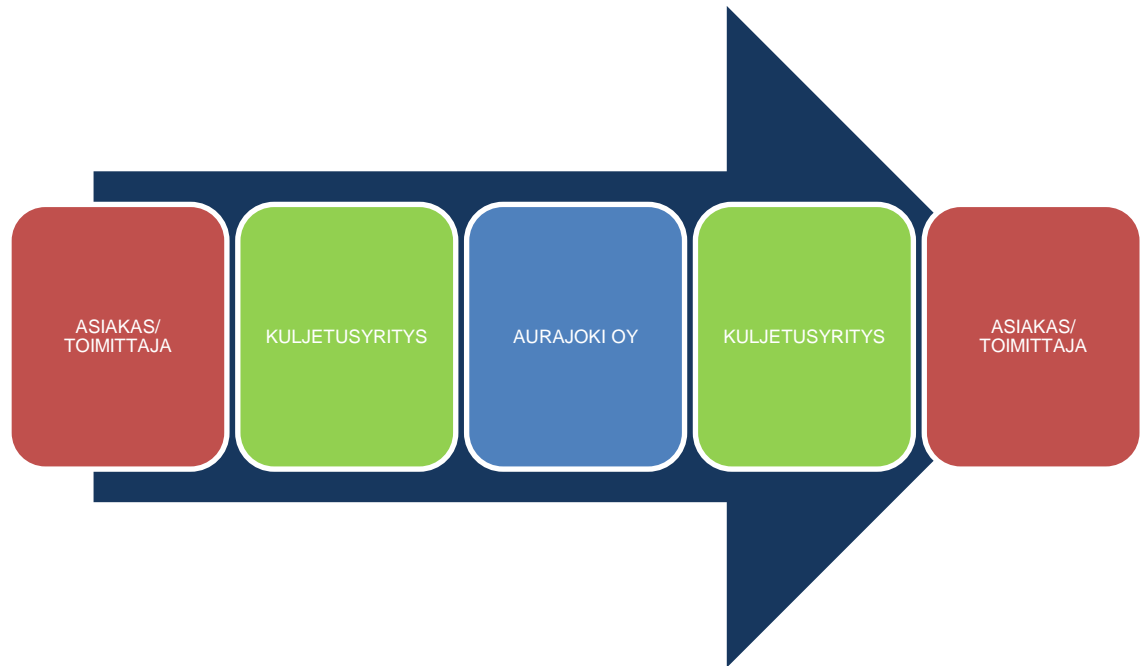 ASIAKAS/
TOIMITTAJA
KULJETUSYRITYS
AURAJOKI OY
KULJETUSYRITYS
ASIAKAS/
TOIMITTAJA